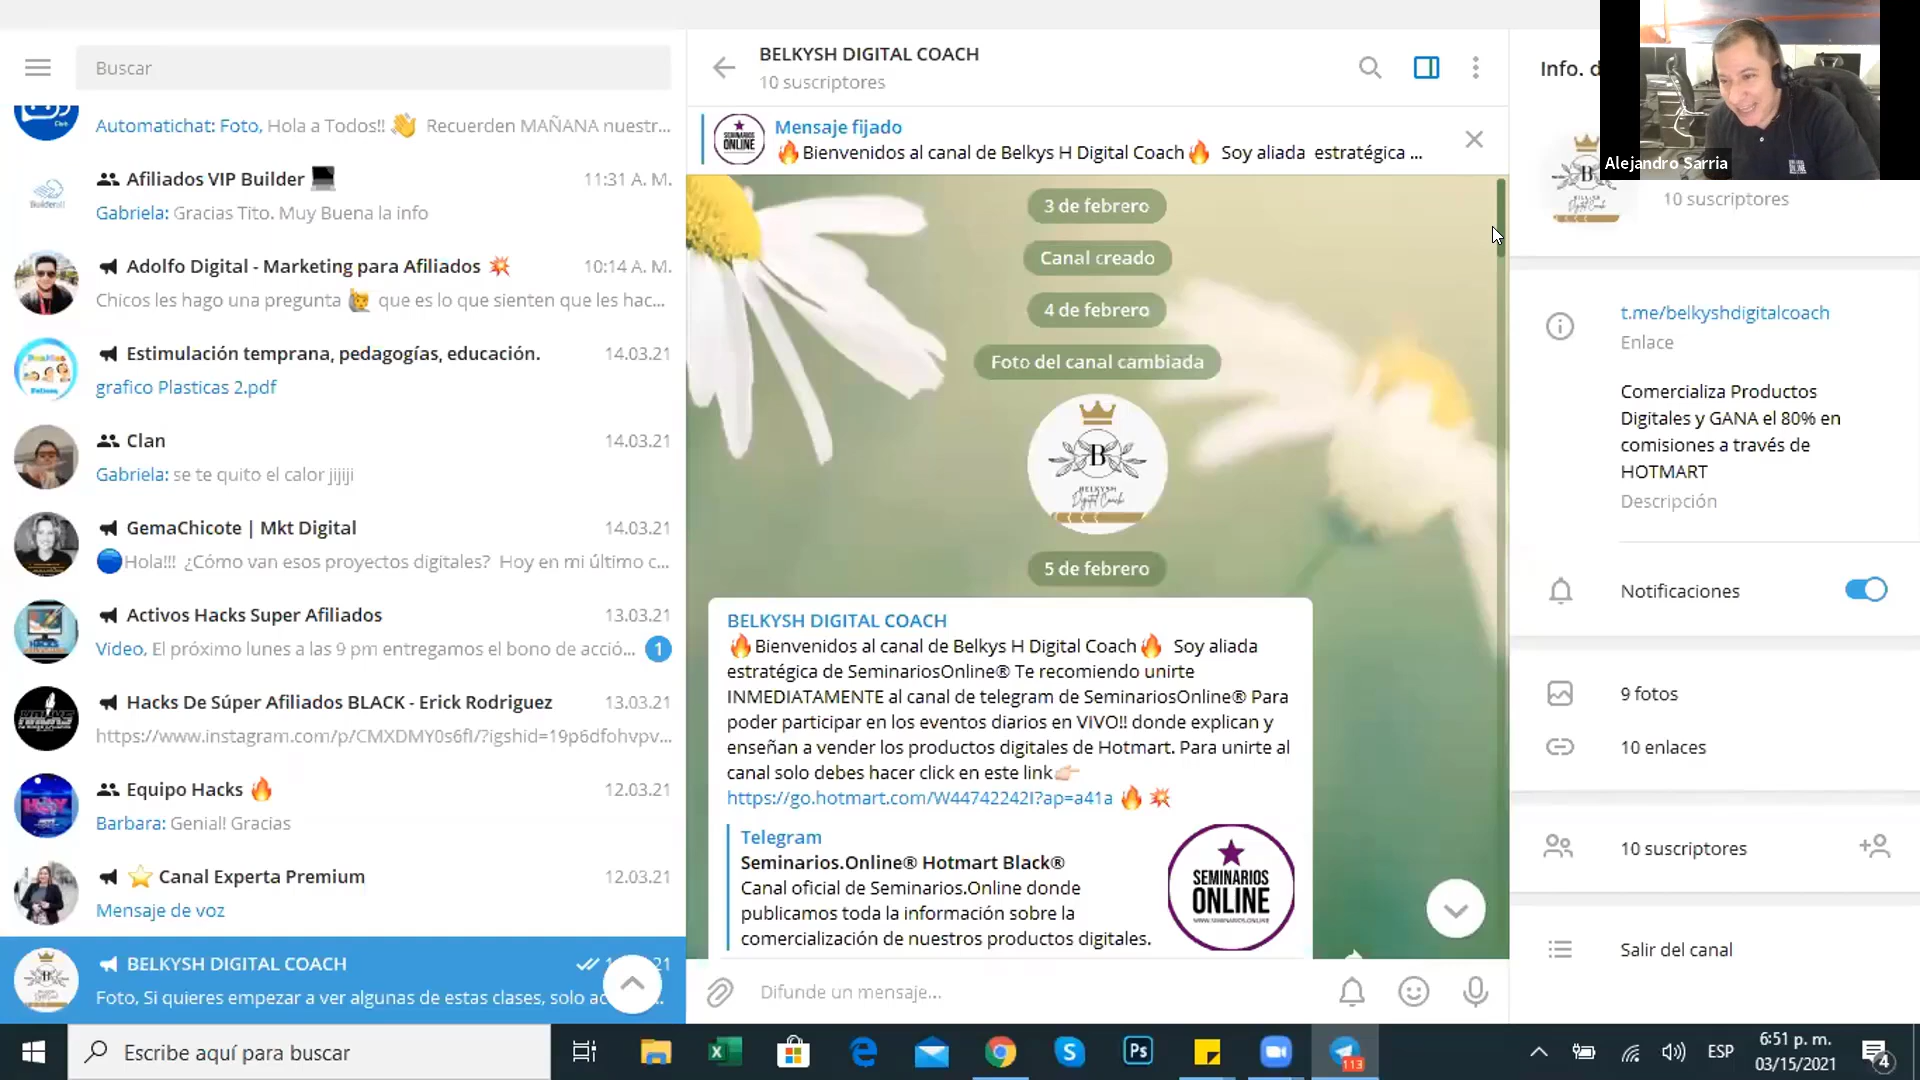 Buscar
Automatichat: Foto, Hola a Todos!! 👋 Recuerden MAÑANA nuestr...
Afiliados VIP Builder 💻 11:31 A. M.
Gabriela: Gracias Tito. Muy Buena la info
Adolfo Digital - Marketing para Afiliados 💥 10:14 A. M.
Chicos les hago una pregunta 🙋 que es lo que sienten que les hac...
Estimulación temprana, pedagogías, educación. 14.03.21
grafico Plasticas 2.pdf
Clan 14.03.21
Gabriela: se te quito el calor jijiji
GemaChicote | Mkt Digital 14.03.21
🔵Hola!!! ¿Cómo van esos proyectos digitales? Hoy en mi último c...
Activos Hacks Super Afiliados 13.03.21
Video, El próximo lunes a las 9 pm entregamos el bono de acció... 1
Hacks De Súper Afiliados BLACK - Erick Rodriguez 13.03.21
https://www.instagram.com/p/CMXDMY0s6fI/?igshid=19p6dfohvpv...
Equipo Hacks 🔥 12.03.21
Barbara: Genial! Gracias
⭐ Canal Experta Premium 12.03.21
Mensaje de voz
BELKYSH DIGITAL COACH
Foto, Si quieres empezar a ver algunas de estas clases, solo
BELKYSH DIGITAL COACH
10 suscriptores
Mensaje fijado
🔥Bienvenidos al canal de Belkys H Digital Coach🔥 Soy aliada estratégica ...
SEMINARIOS
ONLINE
3 de febrero
Canal creado
4 de febrero
Foto del canal cambiada
B
BELKYSH
Digital Coach
5 de febrero
BELKYSH DIGITAL COACH
🔥Bienvenidos al canal de Belkys H Digital Coach🔥 Soy aliada
estratégica de SeminariosOnline® Te recomiendo unirte
INMEDIATAMENTE al canal de telegram de SeminariosOnline® Para
poder participar en los eventos diarios en VIVO!! donde explican y
enseñan a vender los productos digitales de Hotmart. Para unirte al
canal solo debes hacer click en este link👉🏻
https://go.hotmart.com/W44742242I?ap=a41a 🔥 💥
Telegram
Seminarios.Online® Hotmart Black®
Canal oficial de Seminarios.Online donde
publicamos toda la información sobre la
comercialización de nuestros productos digitales.
SEMINARIOS
ONLINE
WWW.SEMINARIOS.ONLINE
Difunde un mensaje...
Info. d
Alejandro Sarria
10 suscriptores
t.me/belkyshdigitalcoach
Enlace
Comercializa Productos
Digitales y GANA el 80% en
comisiones a través de
HOTMART
Descripción
Notificaciones
9 fotos
10 enlaces
10 suscriptores
Salir del canal
Escribe aquí para buscar
Ps
113
ESP
6:51 p. m.
03/15/2021
4